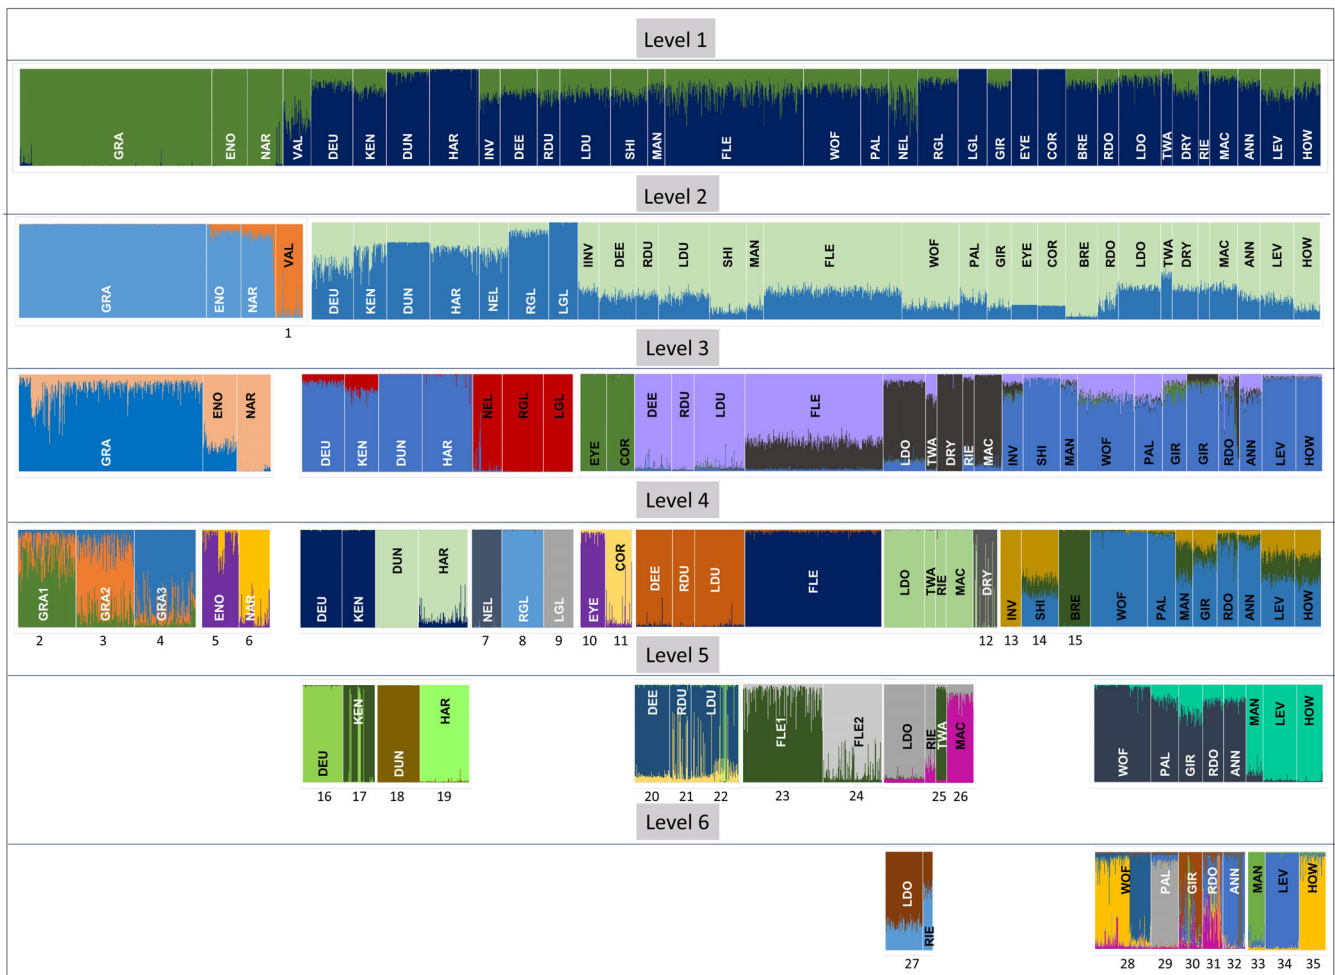 Level 1
GRA ENO NAR VAL DEU KEN DUN HAR INV DEE RDU LDU SHI MAN FLE WOF PAL NEL RGL LGL GIR EYE COR BRE RDO LDO TWA DRY RIE MAC ANN LEV HOW
Level 2
GRA ENO NAR VAL DEU KEN DUN HAR NEL RGL LGL IINV DEE RDU LDU SHI MAN FLE WOF PAL GIR EYE COR BRE RDO LDO TWA DRY MAC ANN LEV HOW
1
Level 3
GRA ENO NAR DEU KEN DUN HAR NEL RGL LGL EYE COR DEE RDU LDU FLE LDO TWA DRY RIE MAC INV SHI MAN WOF PAL GIR GIR RDO ANN LEV HOW
Level 4
GRA1 GRA2 GRA3 ENO NAR DEU KEN DUN HAR NEL RGL LGL EYE COR DEE RDU LDU FLE LDO TWA RIE MAC DRY INV SHI BRE WOF PAL MAN GIR RDO ANN LEV HOW
2 3 4 5 6 7 8 9 10 11 12 13 14 15
Level 5
DEU KEN DUN HAR DEE RDU LDU FLE1 FLE2 LDO RIE TWA MAC WOF PAL GIR RDO ANN MAN LEV HOW
16 17 18 19 20 21 22 23 24 25 26
Level 6
LDO RIE WOF PAL GIR RDO ANN MAN LEV HOW
27 28 29 30 31 32 33 34 35